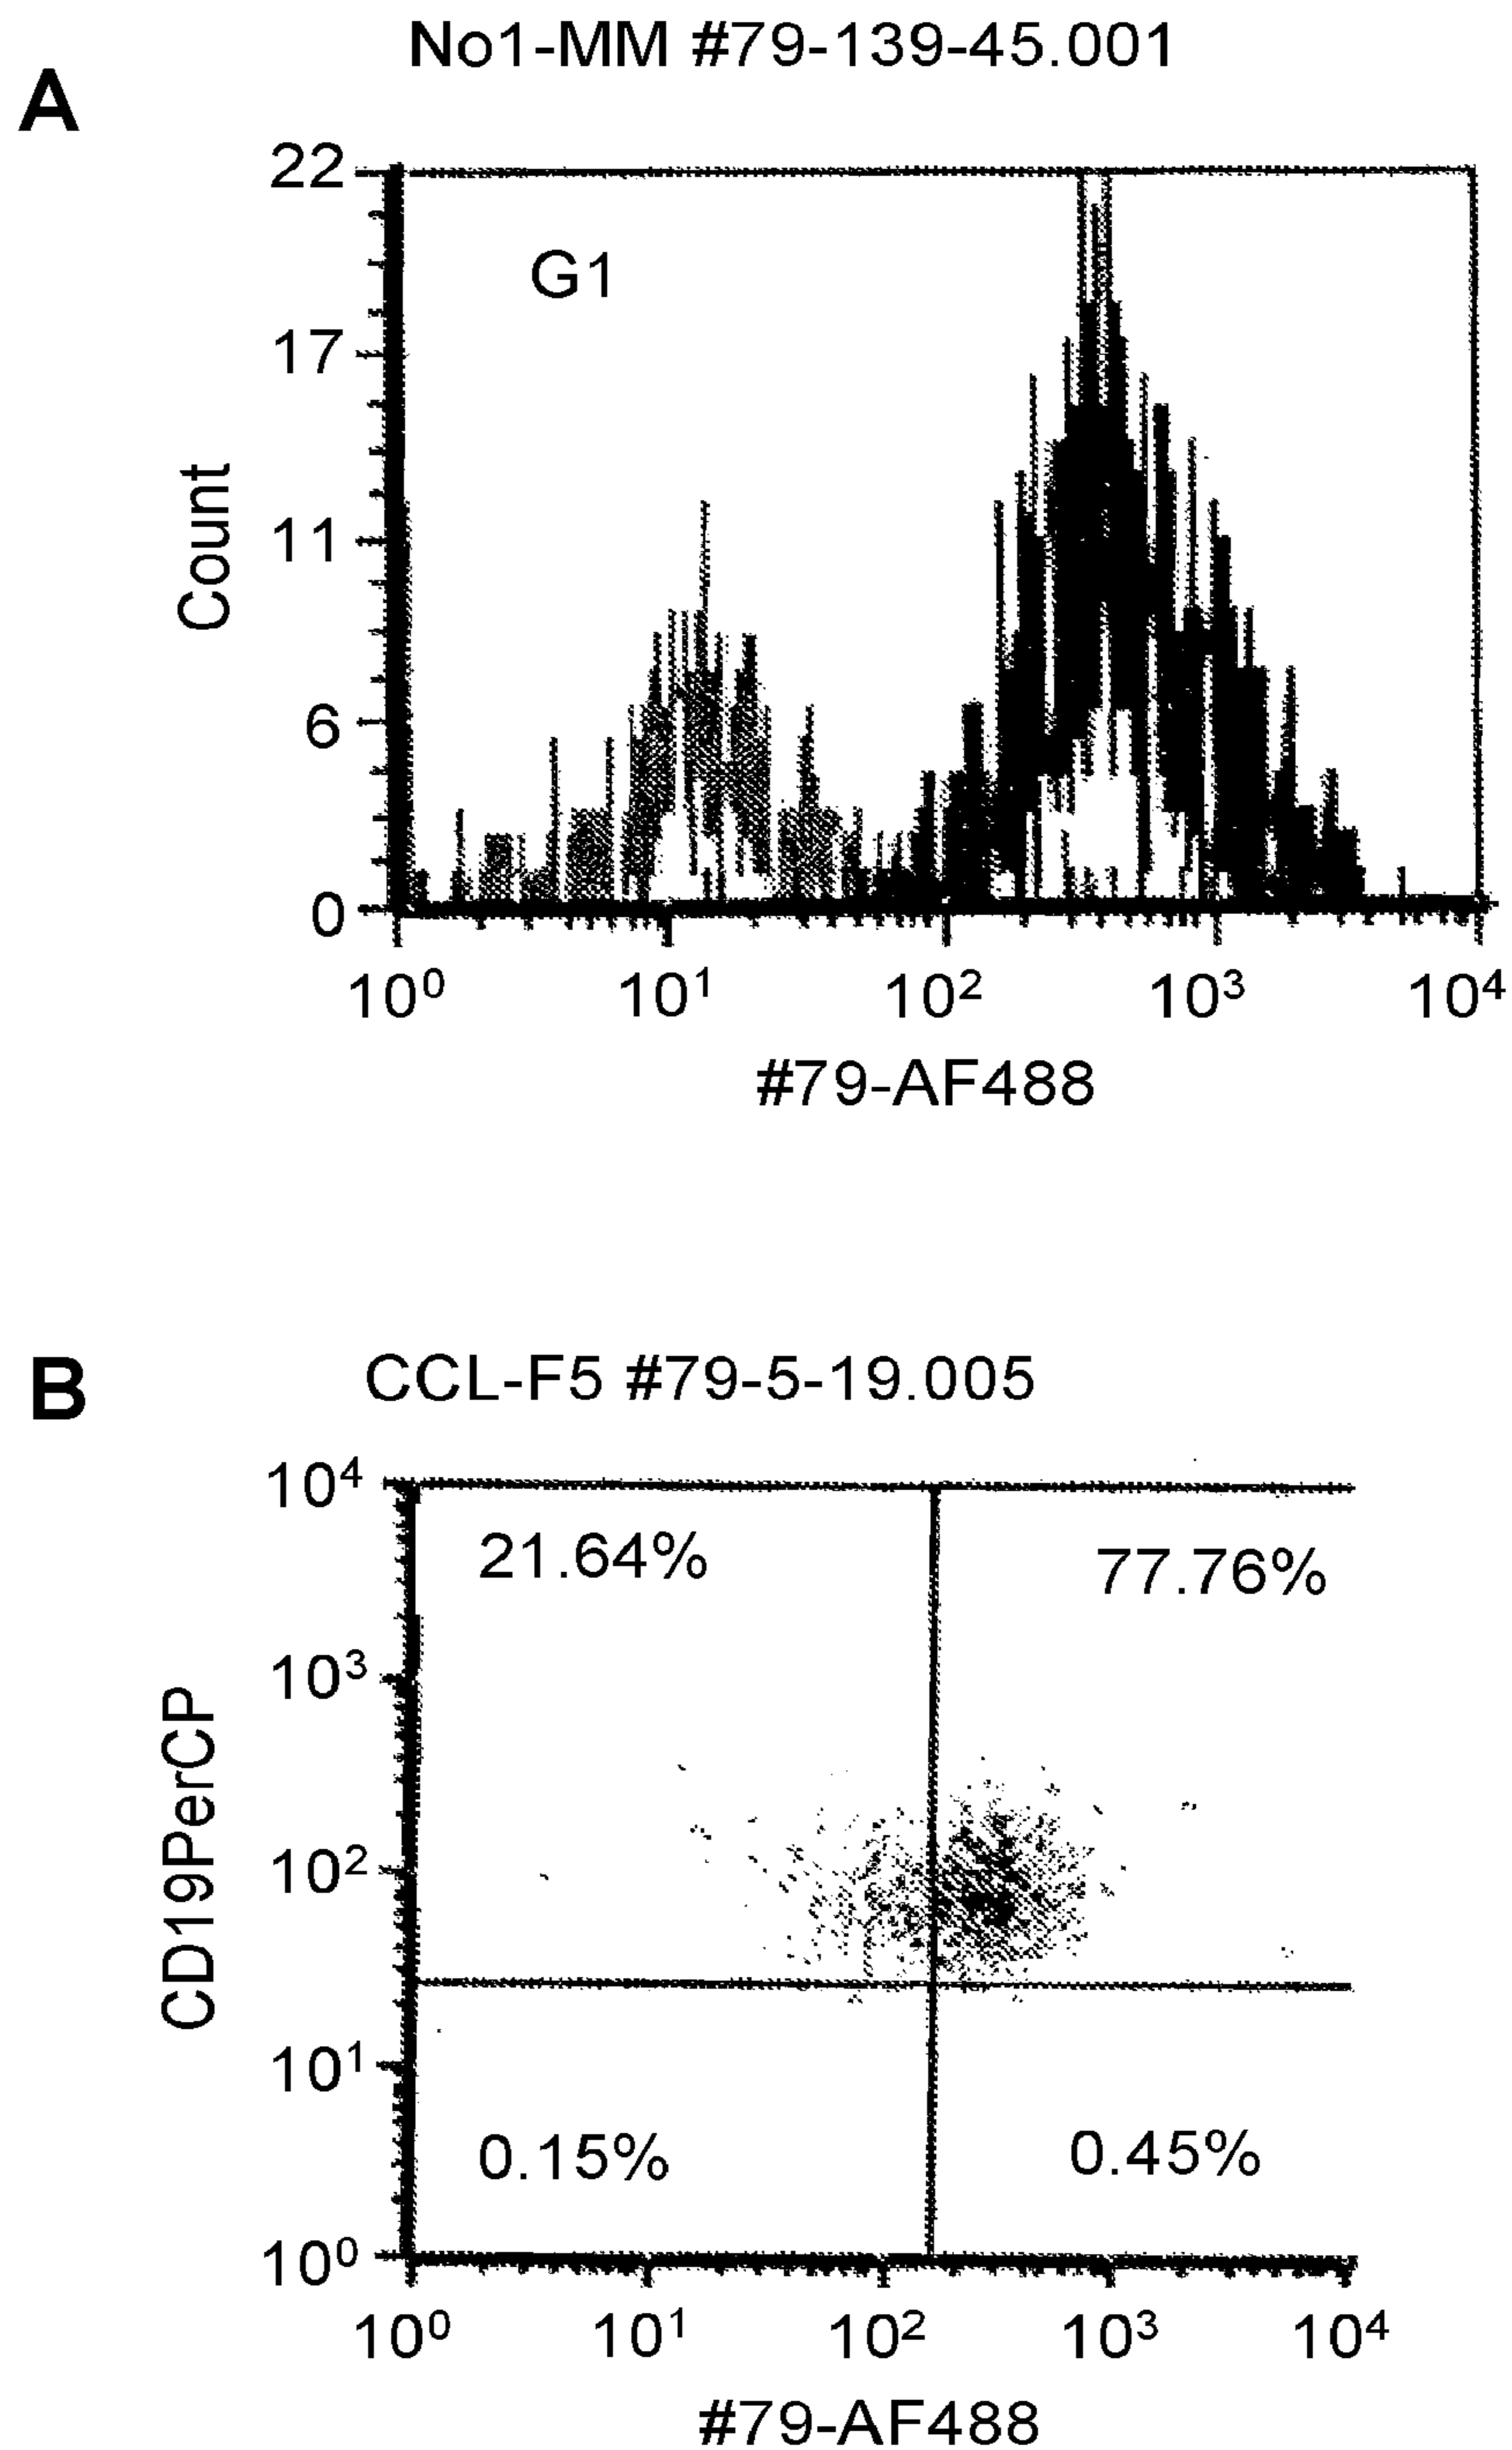 No1-MM #79-139-45.001
A
22
G1
17
Count
11
6
0
10⁰ 10¹ 10² 10³ 10⁴
#79-AF488
B
CCL-F5 #79-5-19.005
10⁴
21.64% 77.76%
10³
CD19PerCP
10²
10¹
0.15% 0.45%
10⁰
10⁰ 10¹ 10² 10³ 10⁴
#79-AF488